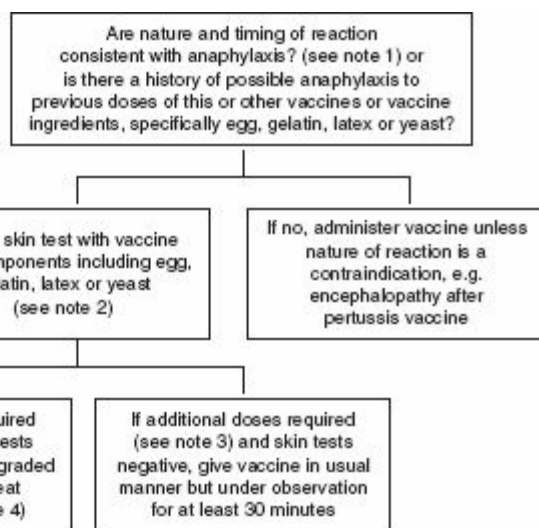 Are nature and timing of reaction
consistent with anaphylaxis? (see note 1) or
is there a history of possible anaphylaxis to
previous doses of this or other vaccines or vaccine
ingredients, specifically egg, gelatin, latex or yeast?
skin test with vaccine
mponents including egg,
latin, latex or yeast
(see note 2)
If no, administer vaccine unless
nature of reaction is a
contraindication, e.g.
encephalopathy after
pertussis vaccine
uired
ests
graded
eat
e 4)
If additional doses required
(see note 3) and skin tests
negative, give vaccine in usual
manner but under observation
for at least 30 minutes